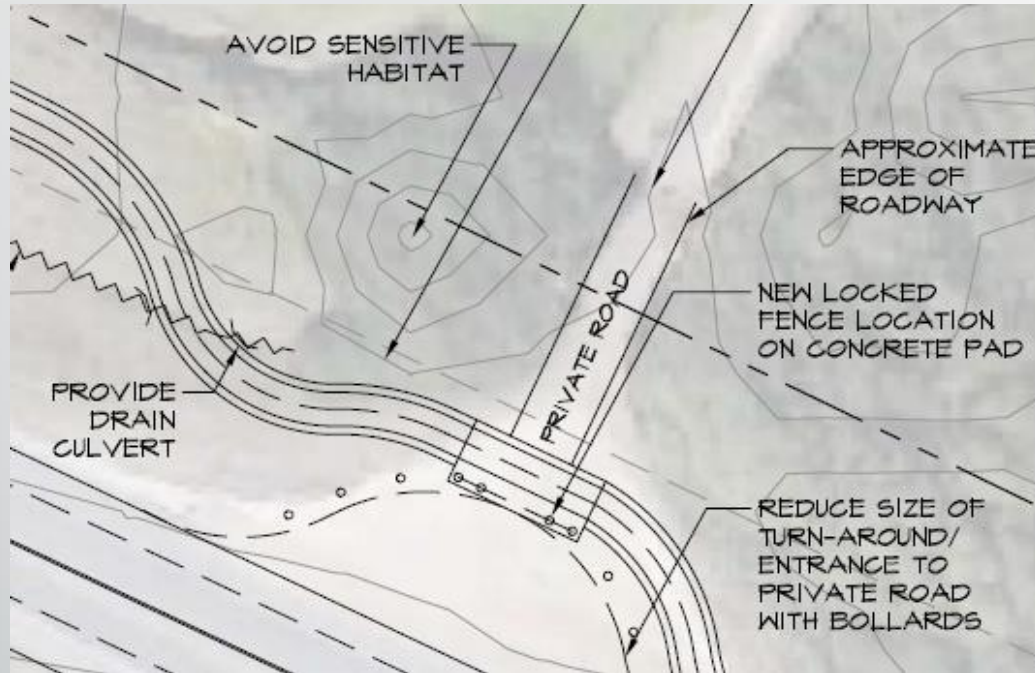 AVOID SENSITIVE
HABITAT
APPROXIMATE
EDGE OF
ROADWAY
PRIVATE ROAD
NEW LOCKED
FENCE LOCATION
ON CONCRETE PAD
PROVIDE
DRAIN
CULVERT
REDUCE SIZE OF
TURN-AROUND/
ENTRANCE TO
PRIVATE ROAD
WITH BOLLARDS